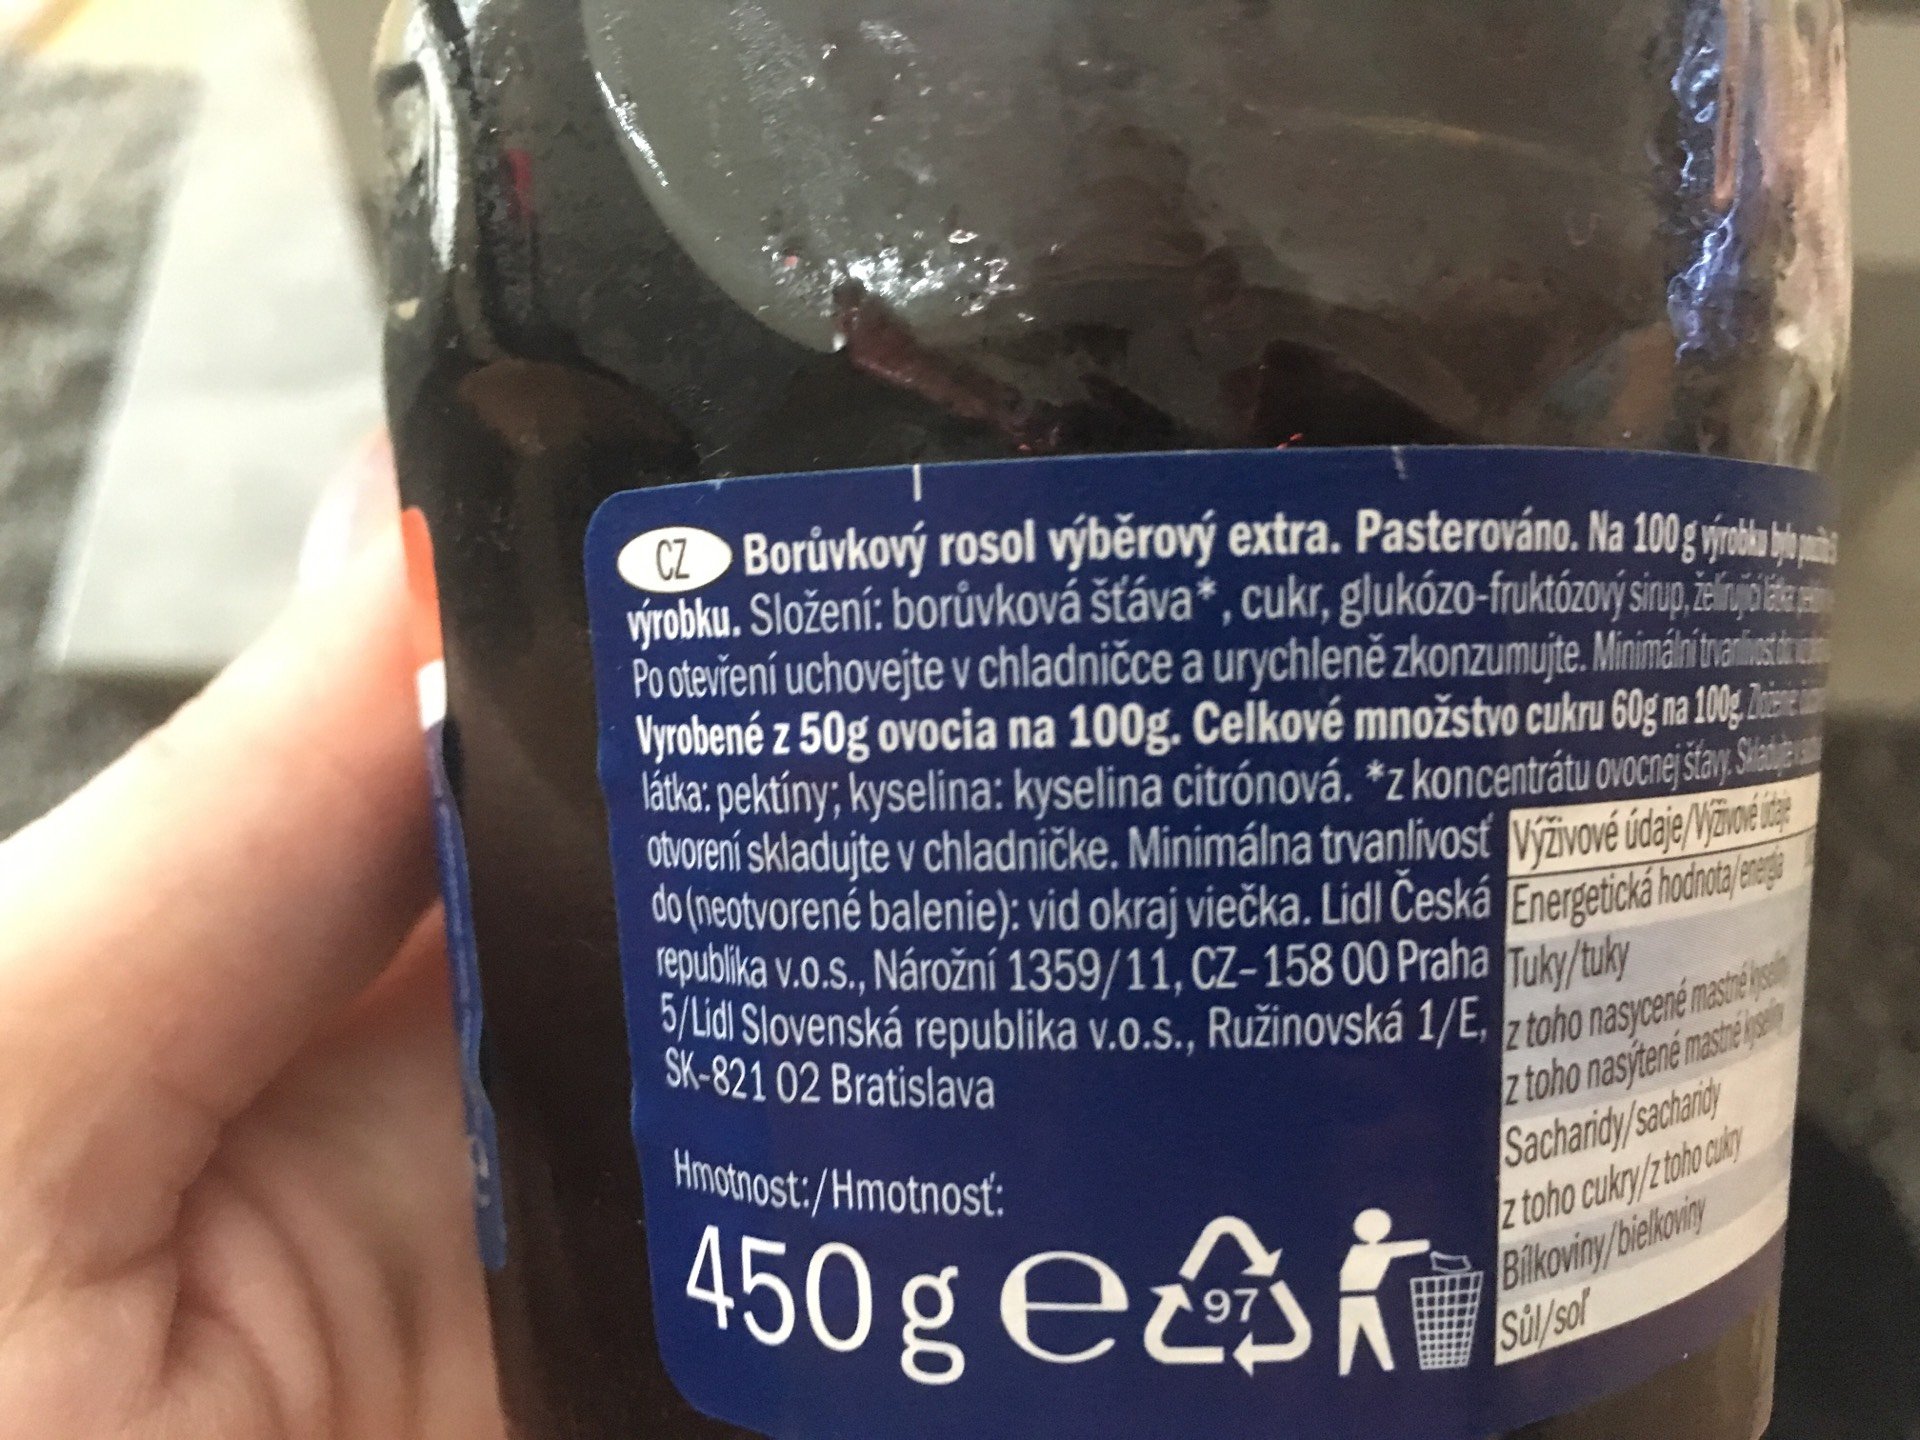 CZ Borůvkový rosol výběrový extra. Pasterováno. Na 100 g výrobku bylo
výrobku. Složení: borůvková šťáva*, cukr, glukózo-fruktózový sirup, želírující látka:
Po otevření uchovejte v chladničce a urychleně zkonzumujte. Minimální trvanlivost
Vyrobené z 50g ovocia na 100g. Celkové množstvo cukru 60g na 100g.
látka: pektíny; kyselina: kyselina citrónová. *z koncentrátu ovocnej šťavy. Skladujte
otvorení skladujte v chladničke. Minimálna trvanlivosť
do (neotvorené balenie): vid okraj viečka. Lidl Česká
republika v.o.s., Nárožní 1359/11, CZ-158 00 Praha
5/Lidl Slovenská republika v.o.s., Ružinovská 1/E,
SK-821 02 Bratislava
Výživové údaje/Výživové údaje
Energetická hodnota/energia
Tuky/tuky
z toho nasycené mastné kyseliny
z toho nasýtené mastné kyseliny
Sacharidy/sacharidy
z toho cukry/z toho cukry
Bílkoviny/bielkoviny
Sůl/soľ
Hmotnost:/Hmotnosť:
450 g e
97